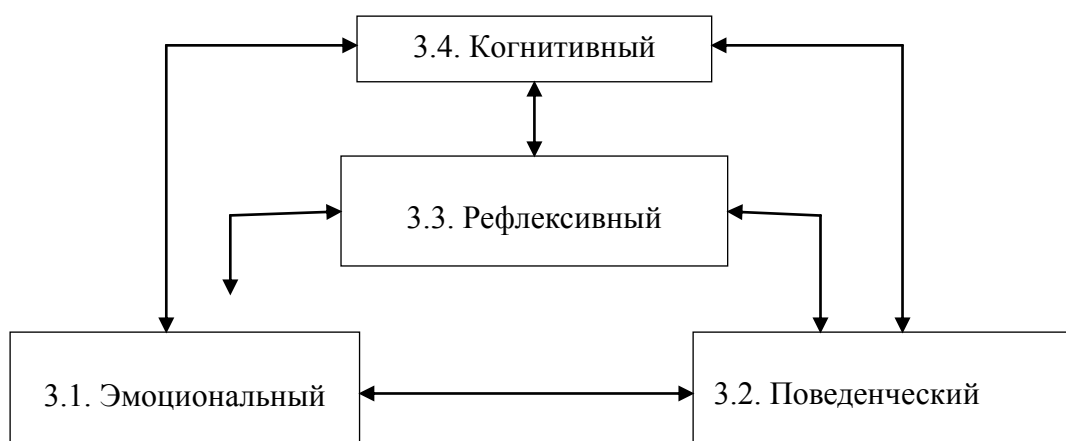 3.4. Когнитивный
3.3. Рефлексивный
3.1. Эмоциональный
3.2. Поведенческий